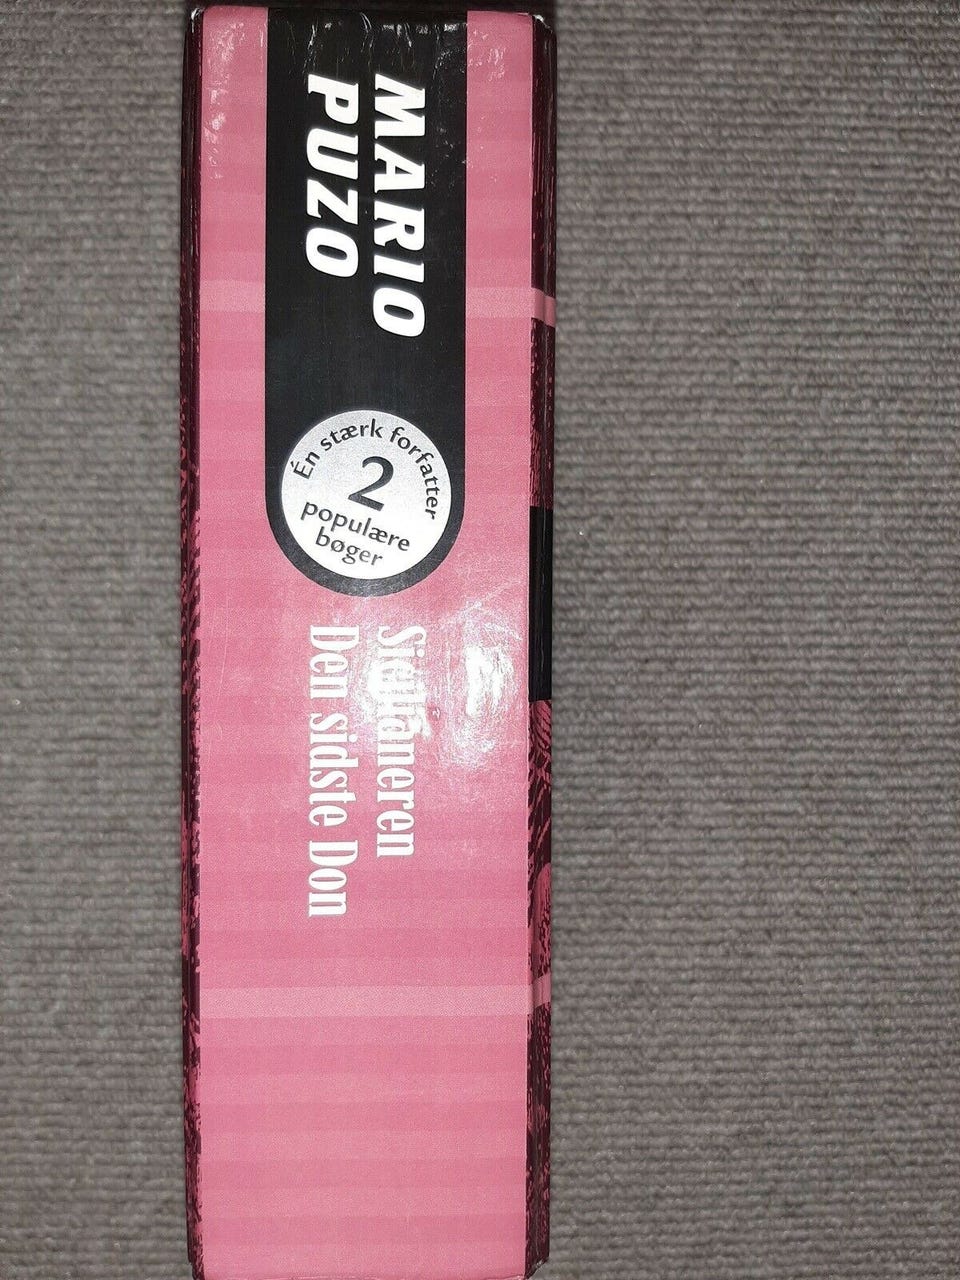 MARIO
PUZO
Én stærk forfatter
2
populære
bøger
Sicilianeren
Den sidste Don